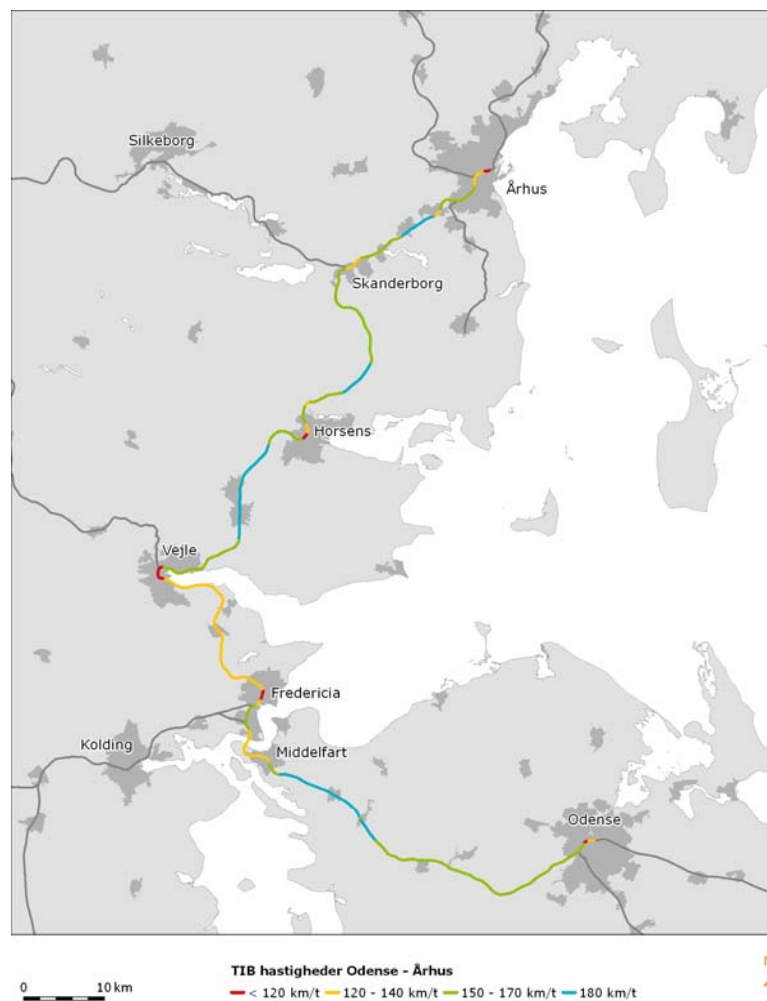 Silkeborg
Århus
Skanderborg
Horsens
Vejle
Fredericia
Kolding
Middelfart
Odense
TIB hastigheder Odense - Århus
0 10 km
< 120 km/t 120 - 140 km/t 150 - 170 km/t 180 km/t